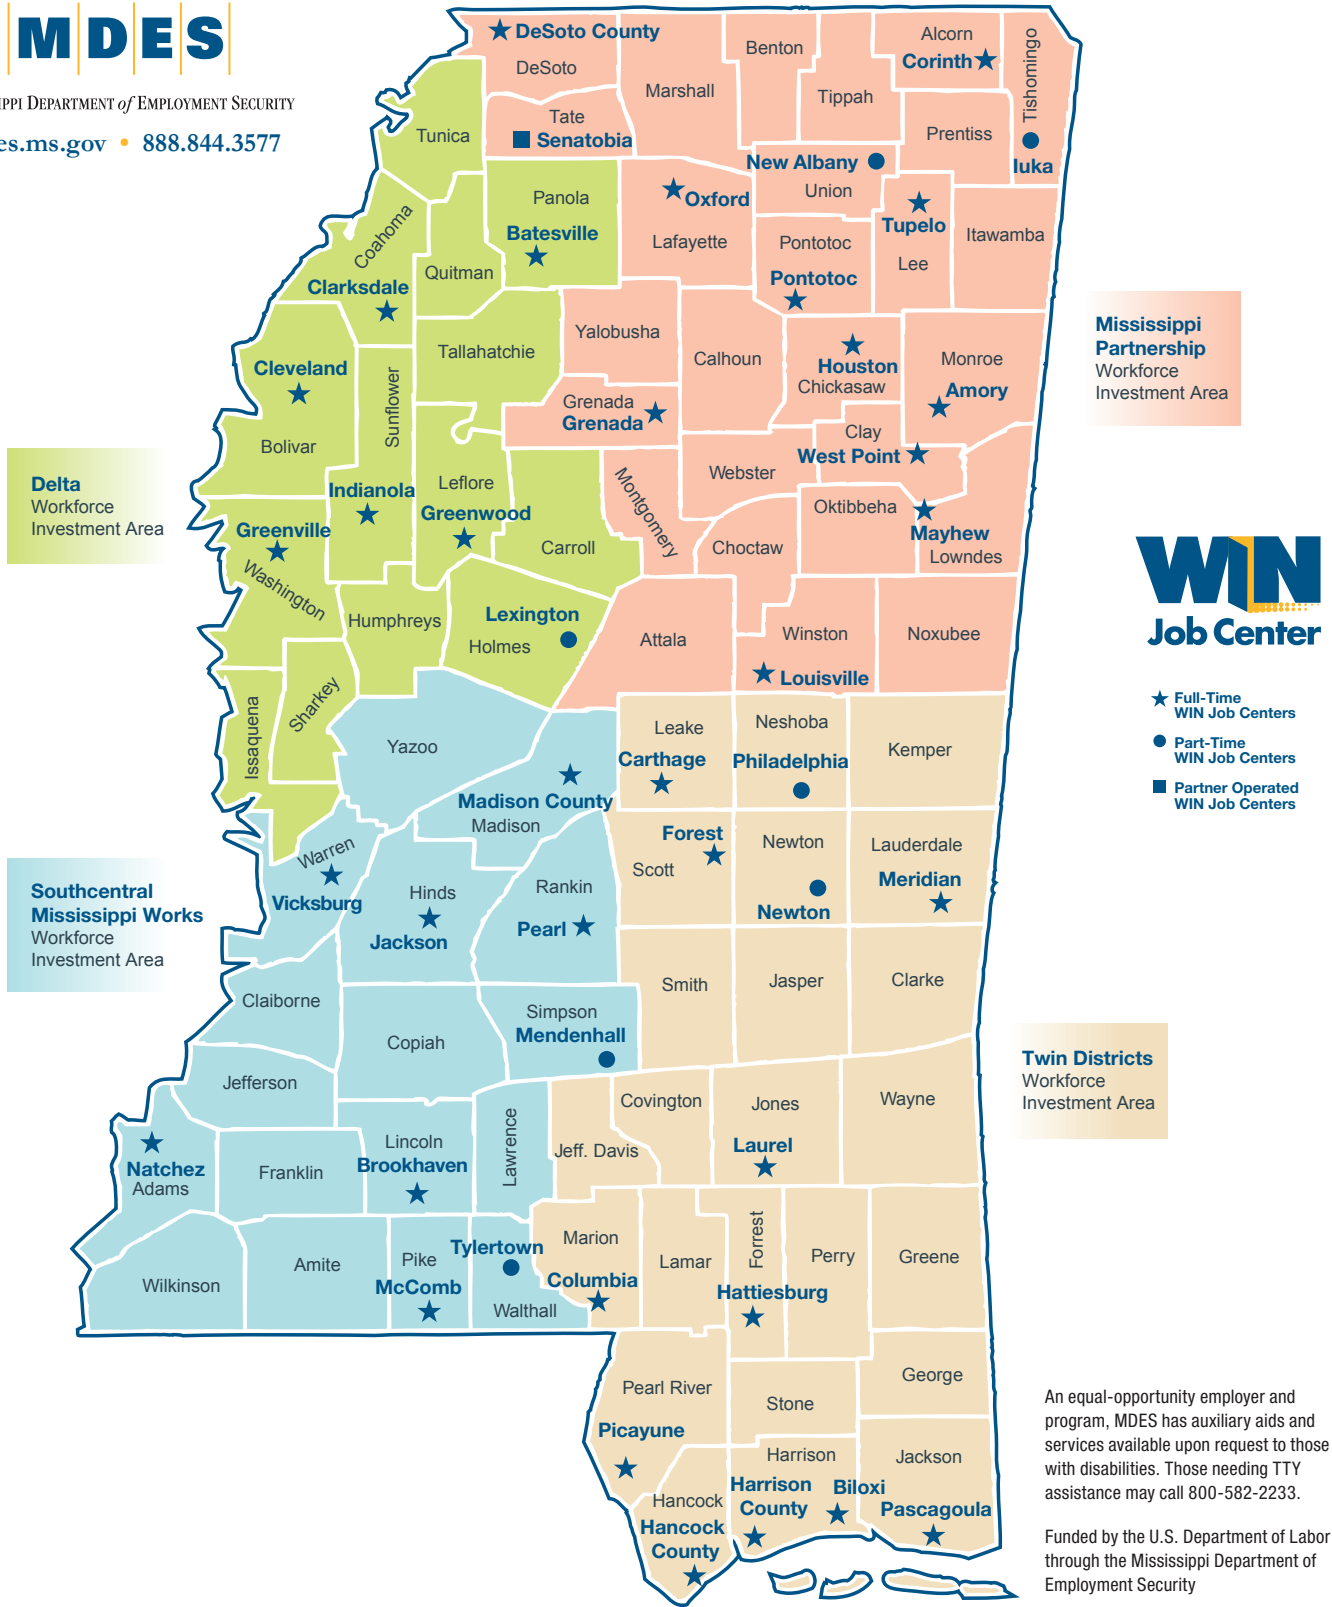 MDES
DEPARTMENT of EMPLOYMENT SECURITY
888.844.3577
DeSoto County
DeSoto
Tate
Senatobia
Marshall
Benton
Tippah
Alcorn
Corinth
Tishomingo
Iuka
Prentiss
New Albany
Union
Tunica
Panola
Batesville
Oxford
Lafayette
Pontotoc
Pontotoc
Tupelo
Lee
Itawamba
Coahoma
Clarksdale
Quitman
Cleveland
Bolivar
Sunflower
Tallahatchie
Yalobusha
Calhoun
Houston
Chickasaw
Monroe
Amory
Grenada
Grenada
Clay
West Point
Webster
Montgomery
Oktibbeha
Mayhew
Lowndes
Choctaw
Mississippi
Partnership
Workforce
Investment Area
Delta
Workforce
Investment Area
Indianola
Leflore
Greenwood
Carroll
Greenville
Washington
Humphreys
Lexington
Holmes
Attala
Winston
Louisville
Noxubee
Issaquena
Sharkey
Yazoo
Madison County
Madison
Leake
Carthage
Neshoba
Philadelphia
Kemper
WIN
Job Center
Full-Time
WIN Job Centers
Part-Time
WIN Job Centers
Partner Operated
WIN Job Centers
Southcentral
Mississippi Works
Workforce
Investment Area
Warren
Vicksburg
Hinds
Jackson
Rankin
Pearl
Forest
Scott
Newton
Newton
Lauderdale
Meridian
Claiborne
Copiah
Simpson
Mendenhall
Smith
Jasper
Clarke
Jefferson
Natchez
Adams
Franklin
Lincoln
Brookhaven
Lawrence
Jeff. Davis
Covington
Jones
Laurel
Wayne
Twin Districts
Workforce
Investment Area
Wilkinson
Amite
Pike
McComb
Tylertown
Walthall
Marion
Columbia
Lamar
Forrest
Hattiesburg
Perry
Greene
Pearl River
Picayune
Stone
George
Hancock
Hancock
County
Harrison
Harrison
County
Biloxi
Jackson
Pascagoula
An equal-opportunity employer and
program, MDES has auxiliary aids and
services available upon request to those
with disabilities. Those needing TTY
assistance may call 800-582-2233.
Funded by the U.S. Department of Labor
through the Mississippi Department of
Employment Security